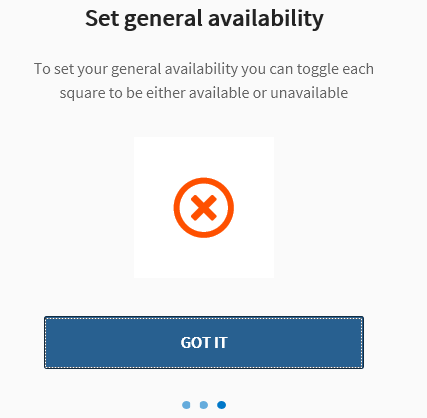 Set general availability
To set your general availability you can toggle each
square to be either available or unavailable
GOT IT